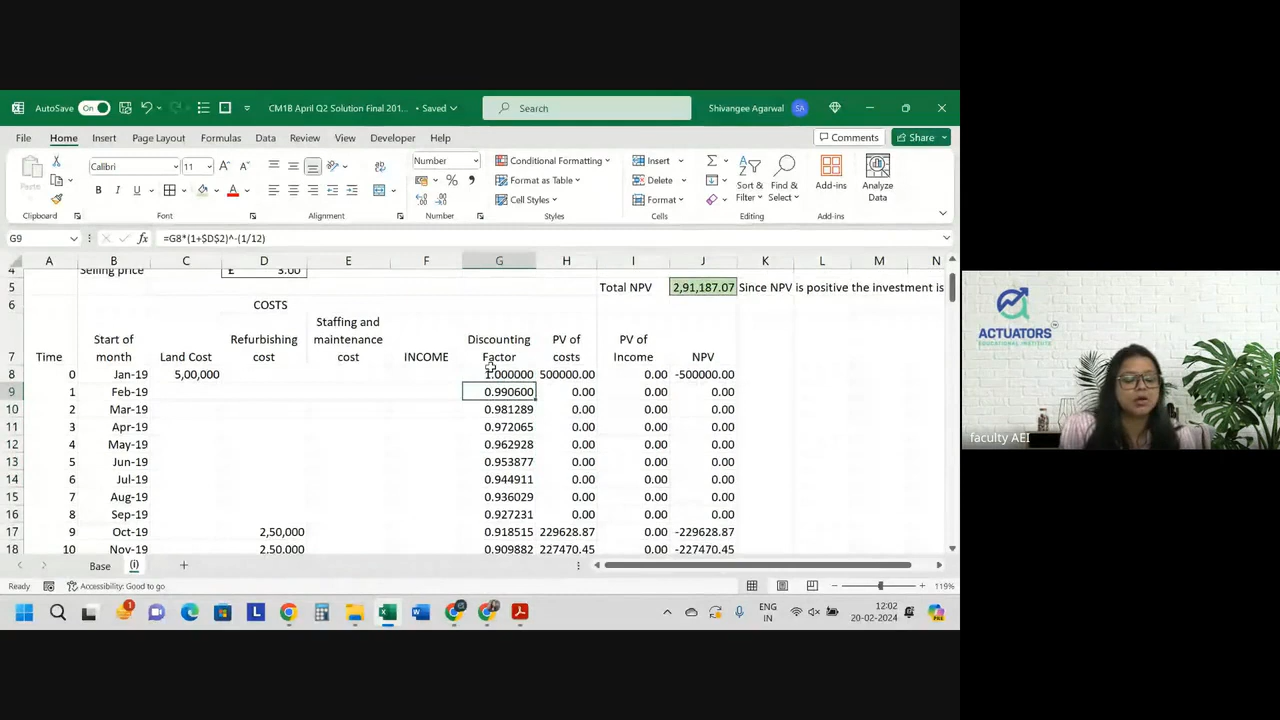 AutoSave On CM1B April Q2 Solution Final 201... • Saved Search Shivangee Agarwal SA
File Home Insert Page Layout Formulas Data Review View Developer Help Comments Share
Paste Calibri 11 Number Conditional Formatting Format as Table Cell Styles Insert Delete Format Sort & Filter Find & Select Add-ins Analyze Data
Clipboard Font Alignment Number Styles Cells Editing Add-ins
G9 fx =G8*(1+$D$2)^-(1/12)
A B C D E F G H I J K L M N
4 Selling price £ 3.00
5 Total NPV 2,91,187.07 Since NPV is positive the investment is
6 COSTS
7 Time Start of month Land Cost Refurbishing cost Staffing and maintenance cost INCOME Discounting Factor PV of costs PV of Income NPV
8 0 Jan-19 5,00,000 1.000000 500000.00 0.00 -500000.00
9 1 Feb-19 0.990600 0.00 0.00 0.00
10 2 Mar-19 0.981289 0.00 0.00 0.00
11 3 Apr-19 0.972065 0.00 0.00 0.00
12 4 May-19 0.962928 0.00 0.00 0.00
13 5 Jun-19 0.953877 0.00 0.00 0.00
14 6 Jul-19 0.944911 0.00 0.00 0.00
15 7 Aug-19 0.936029 0.00 0.00 0.00
16 8 Sep-19 0.927231 0.00 0.00 0.00
17 9 Oct-19 2,50,000 0.918515 229628.87 0.00 -229628.87
18 10 Nov-19 2,50,000 0.909882 227470.45 0.00 -227470.45
Base (i)
Ready Accessibility: Good to go 119%
ENG IN 12:02 20-02-2024
ACTUATORS
EDUCATIONAL INSTITUTE
faculty AEI